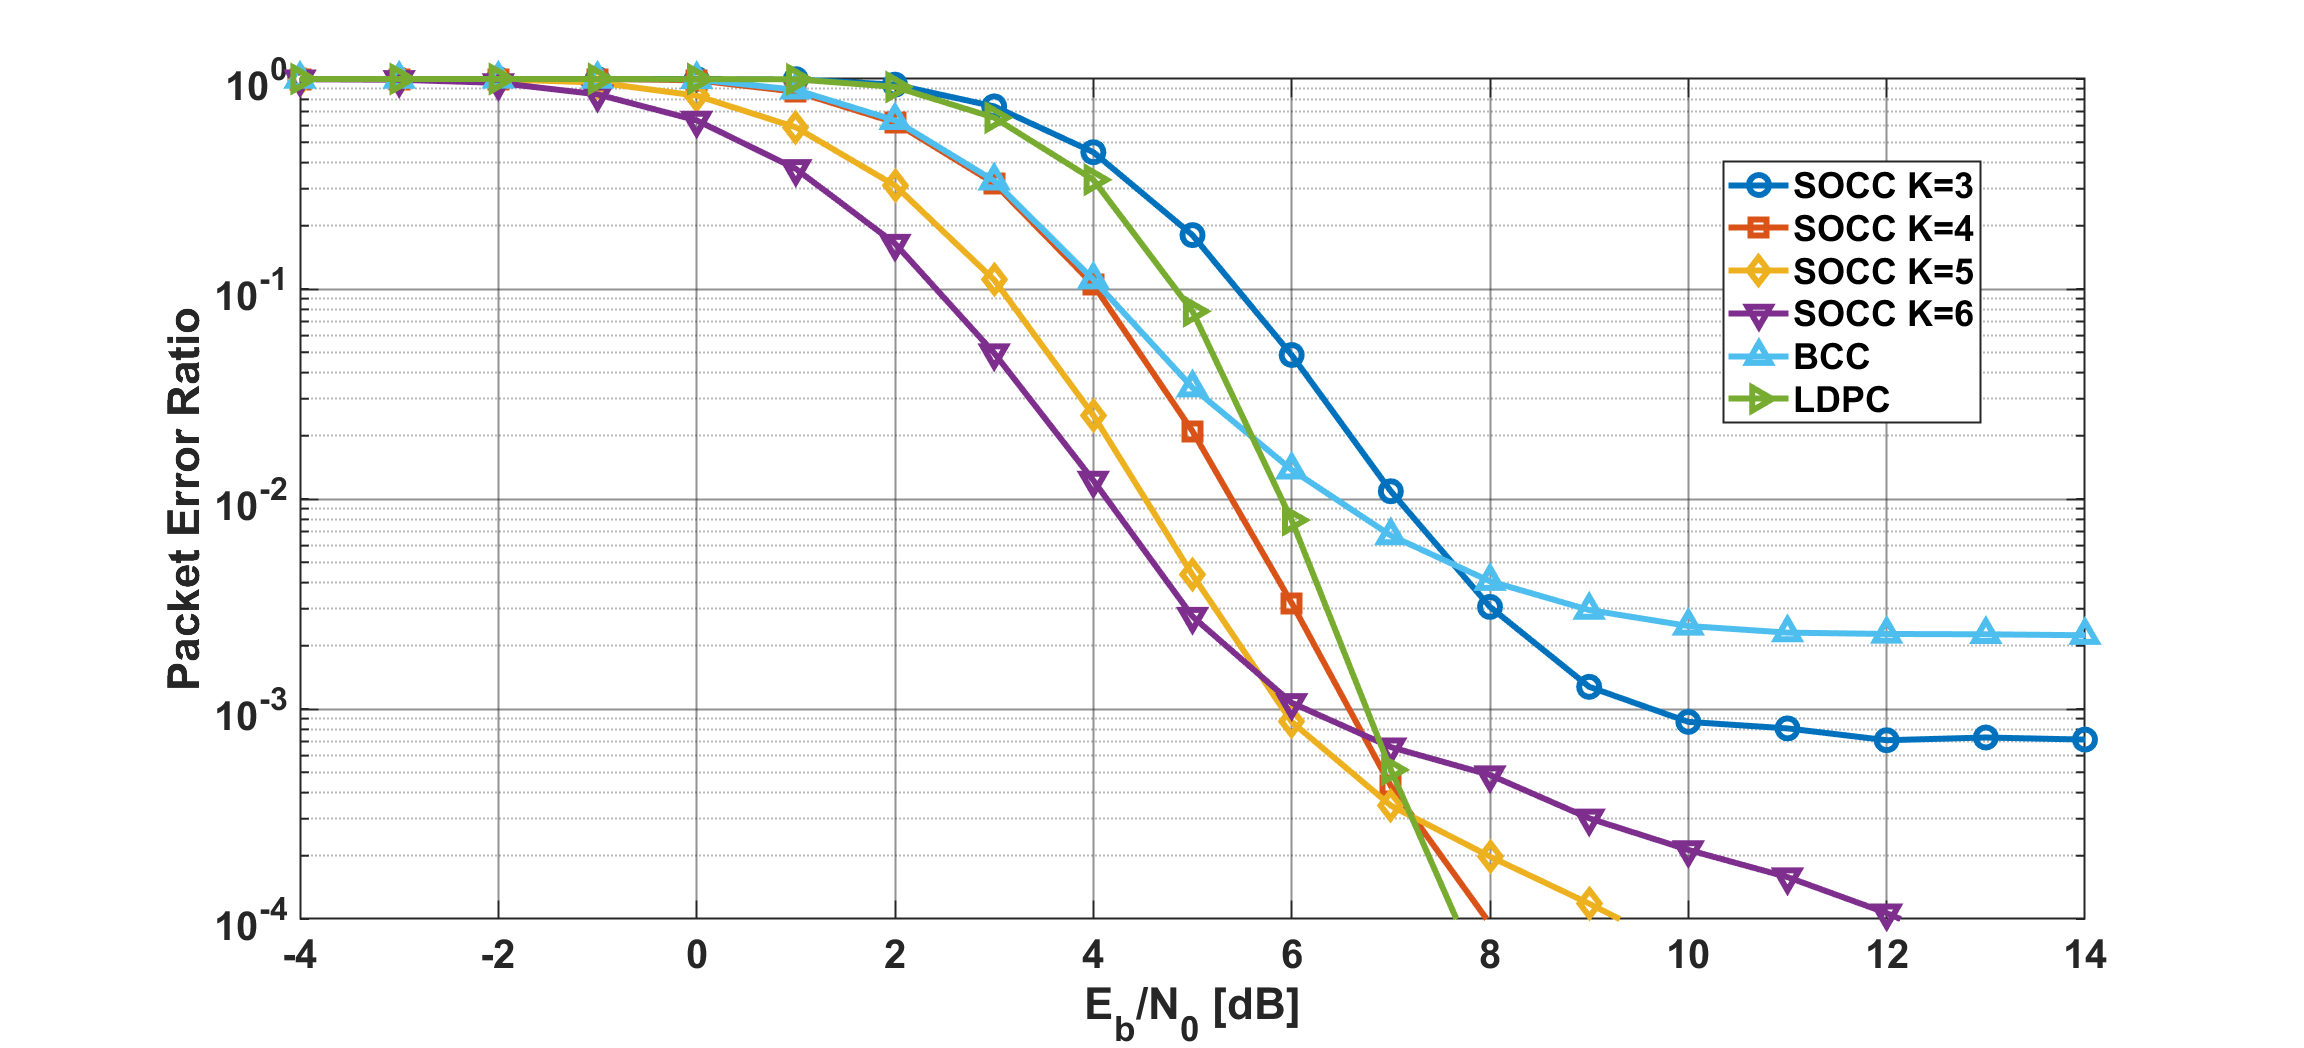 10^0
10^-1
10^-2
10^-3
10^-4
Packet Error Ratio
SOCC K=3
SOCC K=4
SOCC K=5
SOCC K=6
BCC
LDPC
-4 -2 0 2 4 6 8 10 12 14
E_b/N_0 [dB]